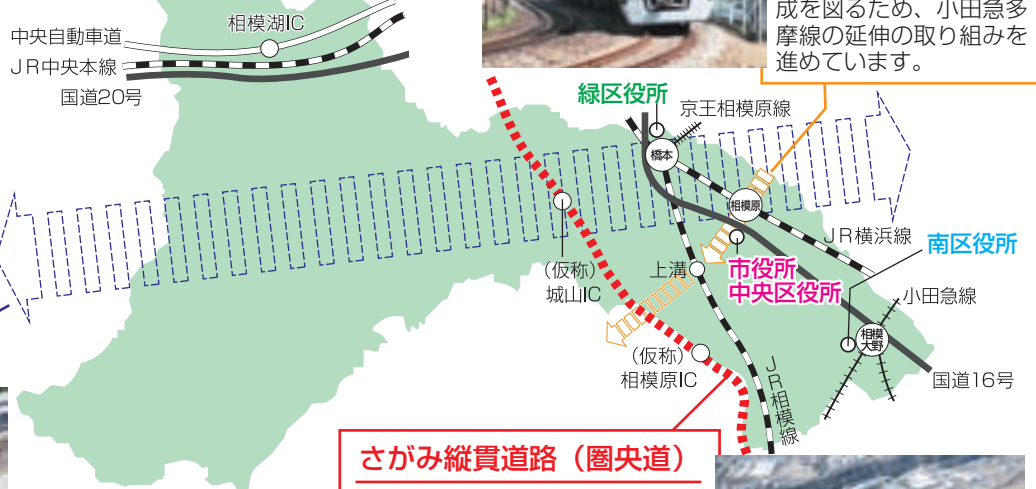 成を図るため、小田急多
摩線の延伸の取り組みを
進めています。
相模湖IC
中央自動車道
JR中央本線
国道20号
緑区役所
京王相模原線
橋本
相模原
JR横浜線
南区役所
(仮称)
城山IC
上溝
市役所
中央区役所
小田急線
相模
大野
(仮称)
相模原IC
国道16号
JR相模線
さがみ縦貫道路（圏央道）